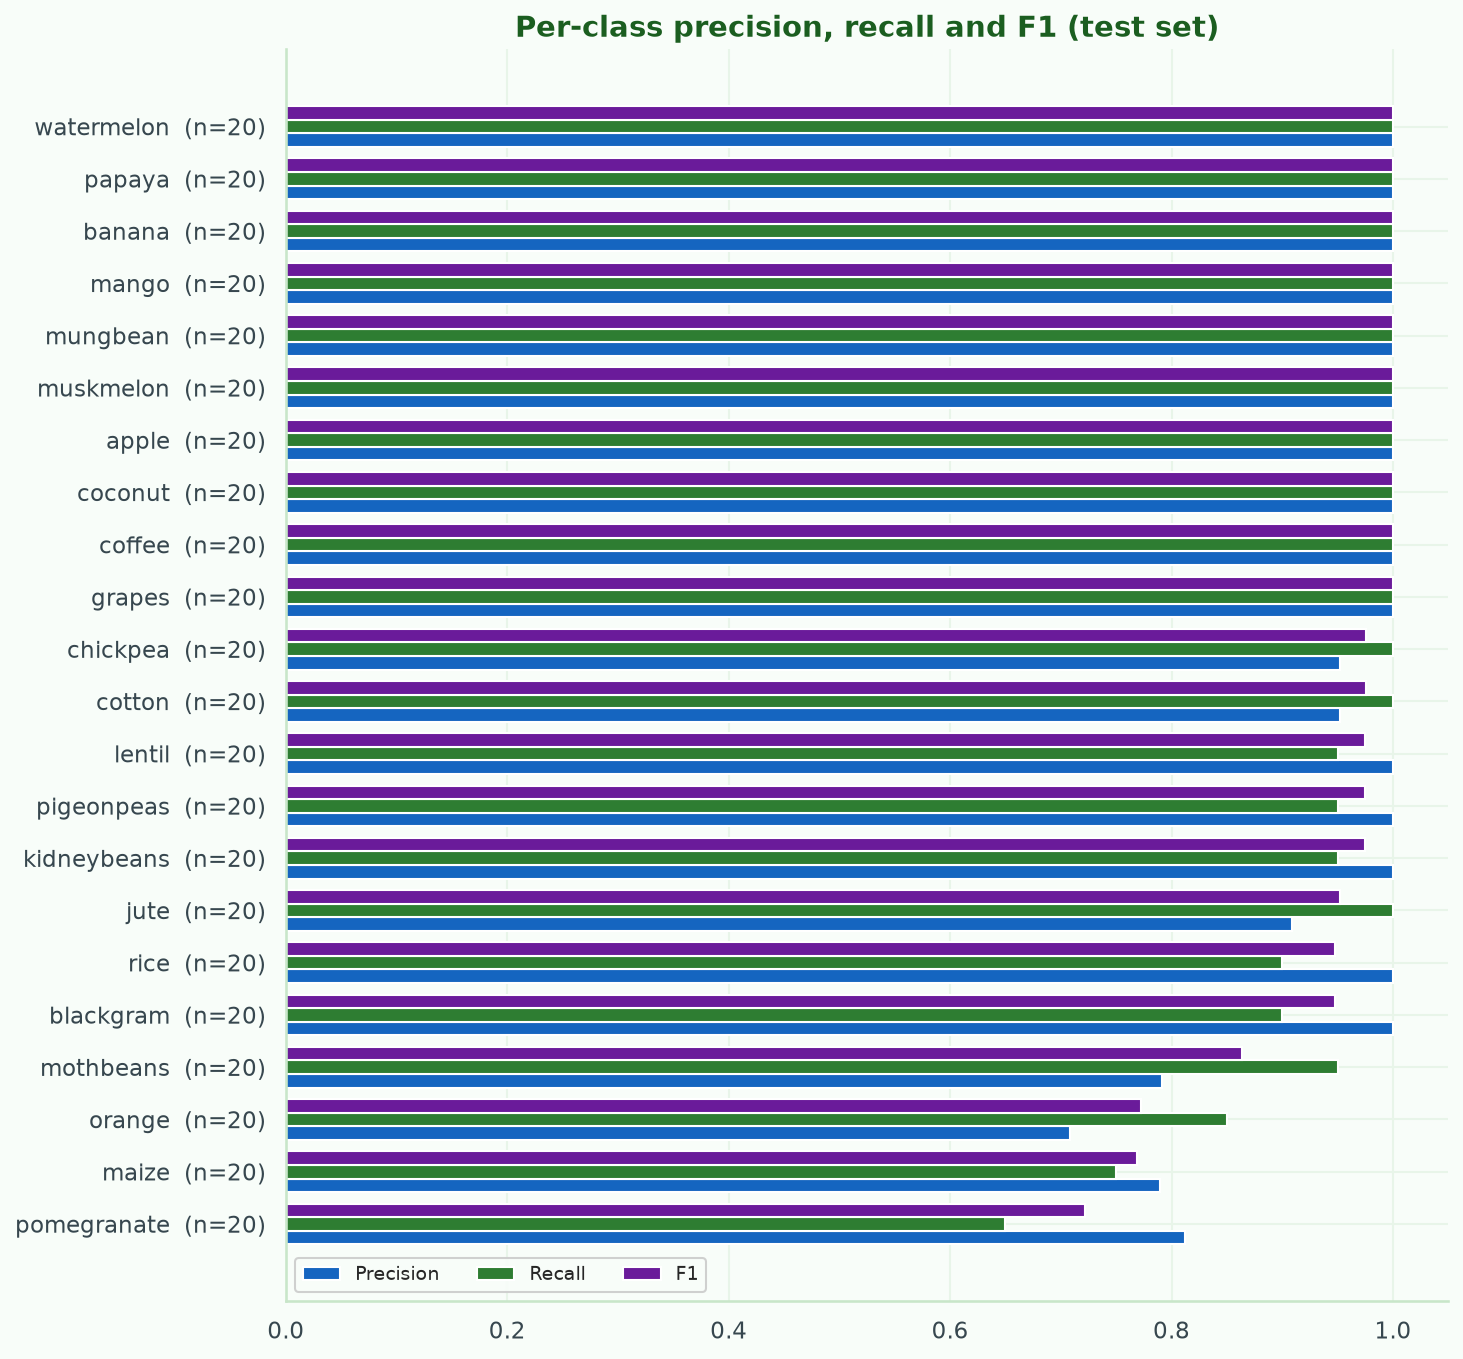 Per-class precision, recall and F1 (test set)
watermelon (n=20)
papaya (n=20)
banana (n=20)
mango (n=20)
mungbean (n=20)
muskmelon (n=20)
apple (n=20)
coconut (n=20)
coffee (n=20)
grapes (n=20)
chickpea (n=20)
cotton (n=20)
lentil (n=20)
pigeonpeas (n=20)
kidneybeans (n=20)
jute (n=20)
rice (n=20)
blackgram (n=20)
mothbeans (n=20)
orange (n=20)
maize (n=20)
pomegranate (n=20)
Precision Recall F1
0.0 0.2 0.4 0.6 0.8 1.0